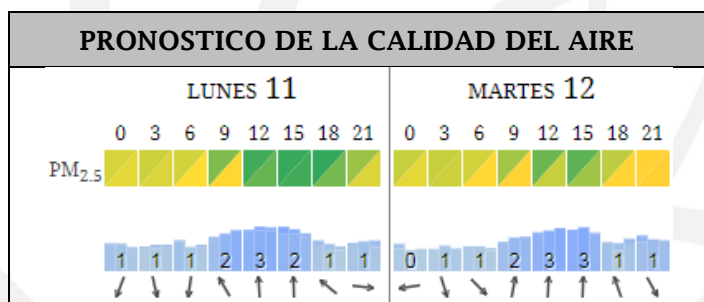 PRONOSTICO DE LA CALIDAD DEL AIRE
LUNES 11 MARTES 12
0 3 6 9 12 15 18 21 0 3 6 9 12 15 18 21
PM2.5
1 1 1 2 3 2 1 1 0 1 1 2 3 3 1 1